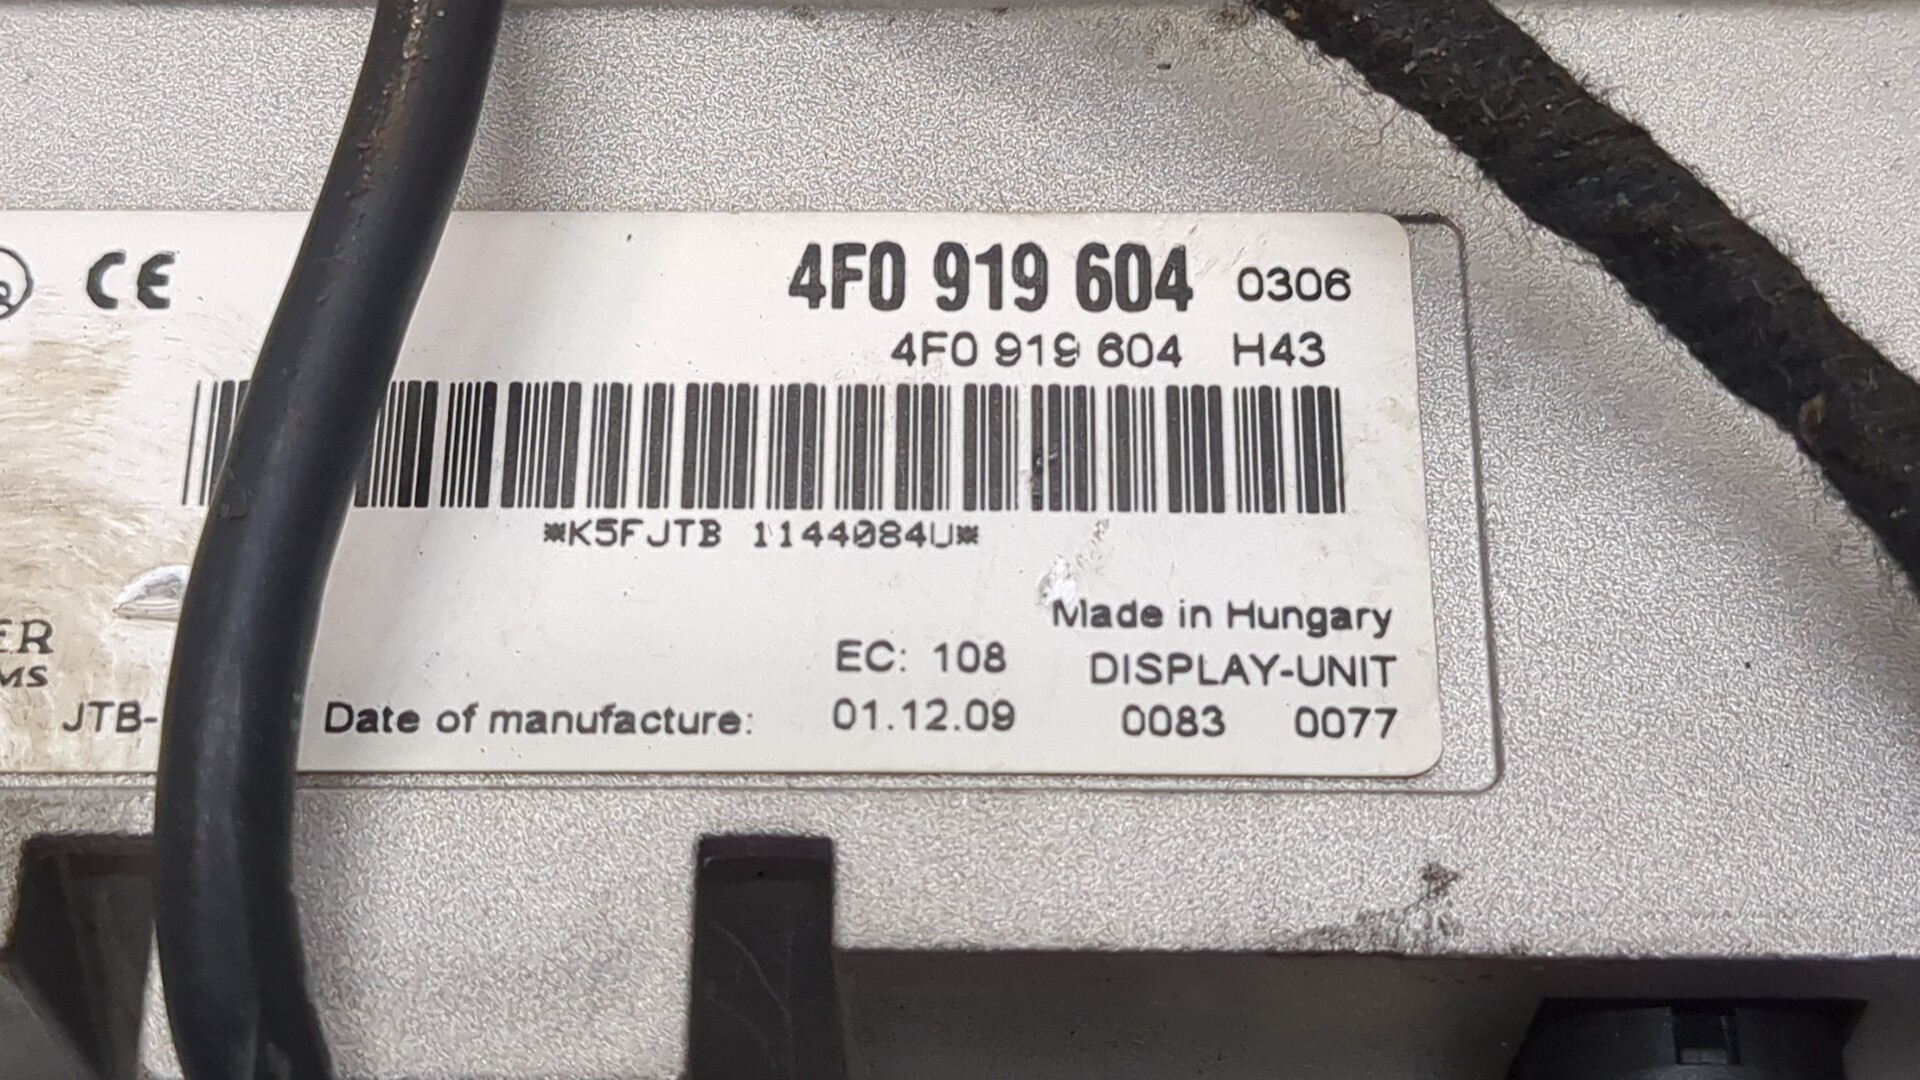 CE
4F0 919 604 0306
4F0 919 604 H43
*K5FJTB 1144084U*
Made in Hungary
EC: 108 DISPLAY-UNIT
JTB- Date of manufacture: 01.12.09 0083 0077